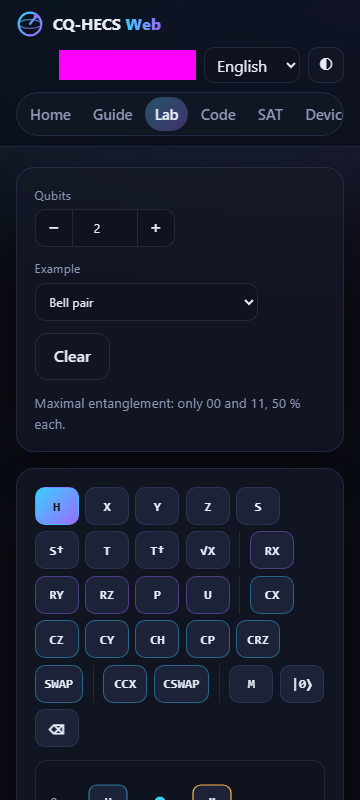 CQ-HECS Web
English
Home Guide Lab Code SAT Devic
Qubits
− 2 +
Example
Bell pair
Clear
Maximal entanglement: only 00 and 11, 50 %
each.
H X Y Z S
S† T T† √X RX
RY RZ P U CX
CZ CY CH CP CRZ
SWAP CCX CSWAP M |0⟩
⌫